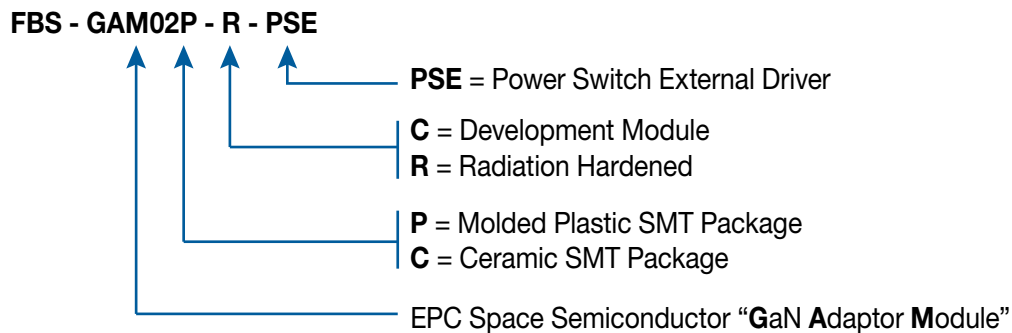 FBS - GAM02P - R - PSE
PSE = Power Switch External Driver
C = Development Module
R = Radiation Hardened
P = Molded Plastic SMT Package
C = Ceramic SMT Package
EPC Space Semiconductor “GaN Adaptor Module”